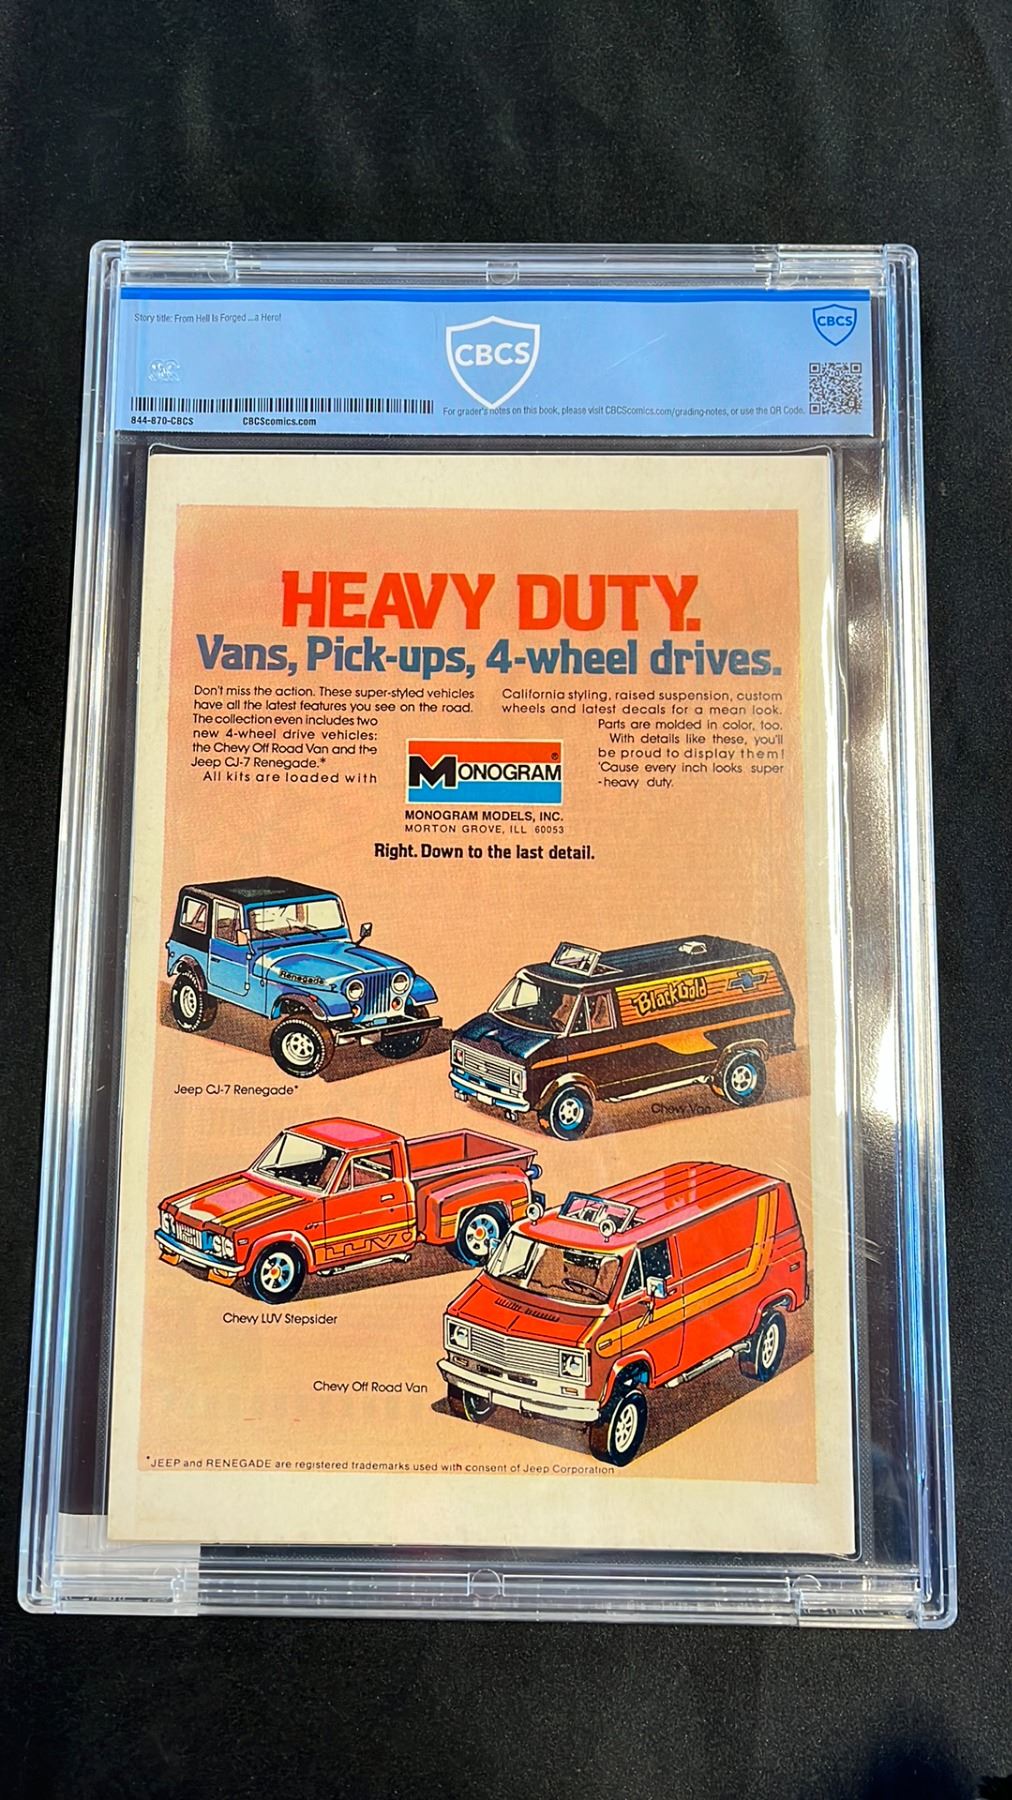 Story title: From Hell Is Forged ...a Hero!
CBCS
CBCS
844-870-CBCS
CBCScomics.com
For grader's notes on this book, please visit CBCScomics.com/grading-notes, or use the QR Code.
HEAVY DUTY.
Vans, Pick-ups, 4-wheel drives.
Don't miss the action. These super-styled vehicles
have all the latest features you see on the road.
The collection even includes two
new 4-wheel drive vehicles:
the Chevy Off Road Van and the
Jeep CJ-7 Renegade.*
All kits are loaded with
California styling, raised suspension, custom
wheels and latest decals for a mean look.
Parts are molded in color, too.
With details like these, you'll
be proud to display them!
'Cause every inch looks super
-heavy duty.
MONOGRAM®
MONOGRAM MODELS, INC.
MORTON GROVE, ILL 60053
Right. Down to the last detail.
Renegade
Jeep CJ-7 Renegade*
Black Gold
Chevy Van
LUV
Chevy LUV Stepsider
Chevy Off Road Van
*JEEP and RENEGADE are registered trademarks used with consent of Jeep Corporation